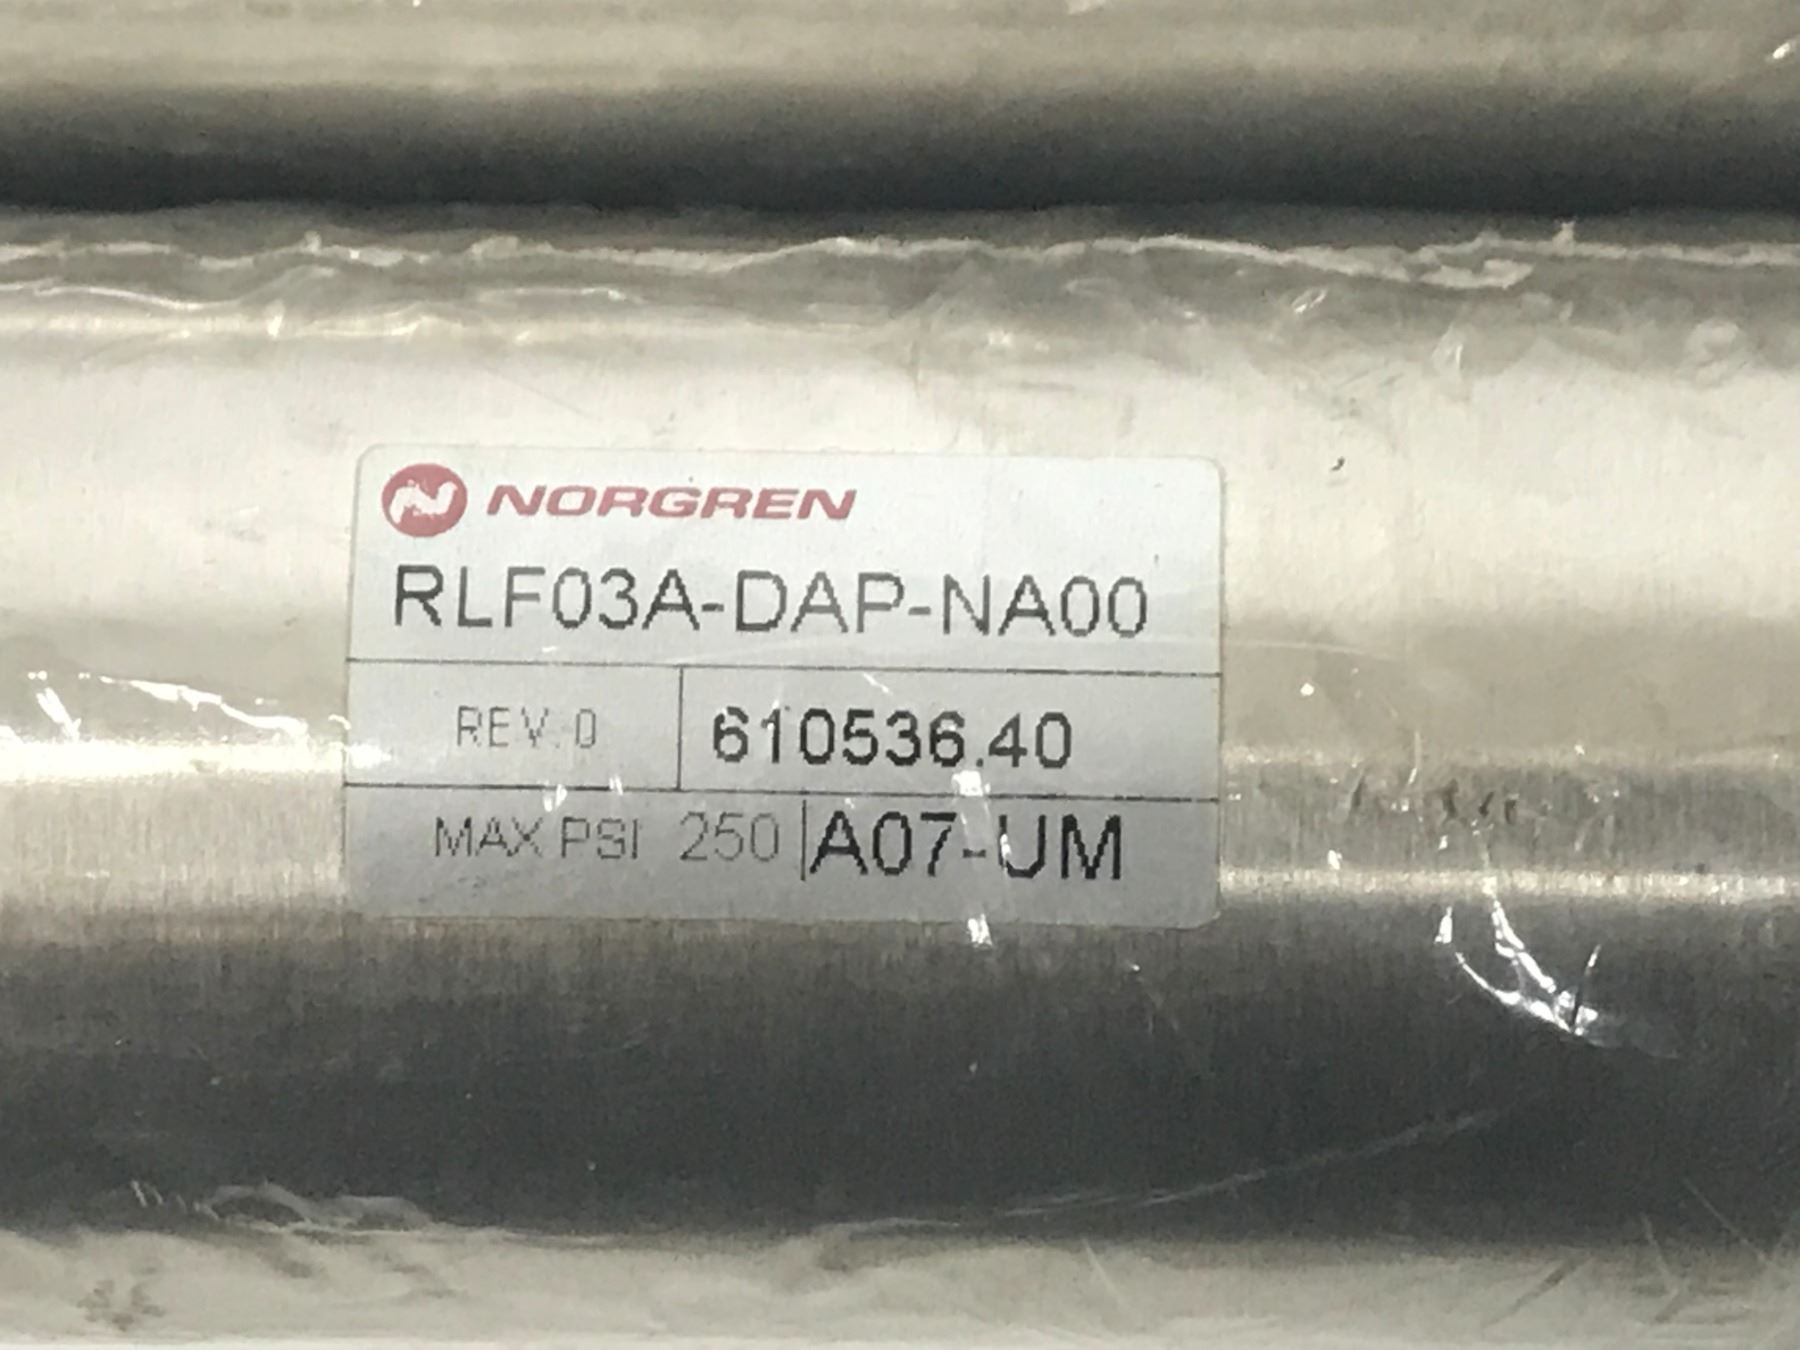 NORGREN
RLF03A-DAP-NA00
REV. 0 610536.40
MAX PSI 250 A07-UM